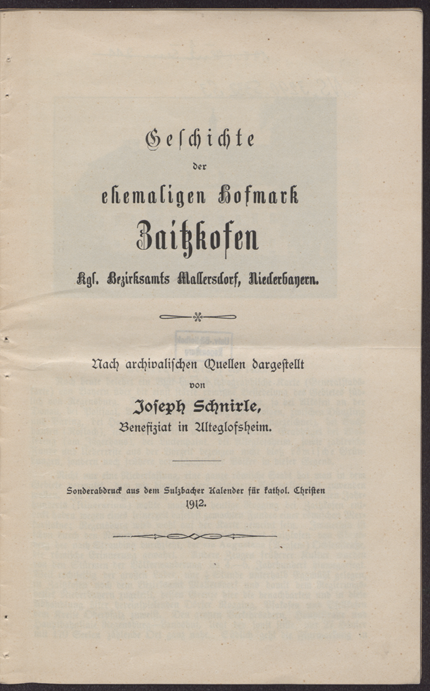 Geschichte
der
ehemaligen Hofmark
Zaitzkofen
Kgl. Bezirksamts Mallersdorf, Niederbayern.
Nach archivalischen Quellen dargestellt
von
Joseph Schnirle,
Benefiziat in Alteglofsheim.
Sonderabdruck aus dem Sulzbacher Kalender für kathol. Christen
1912.